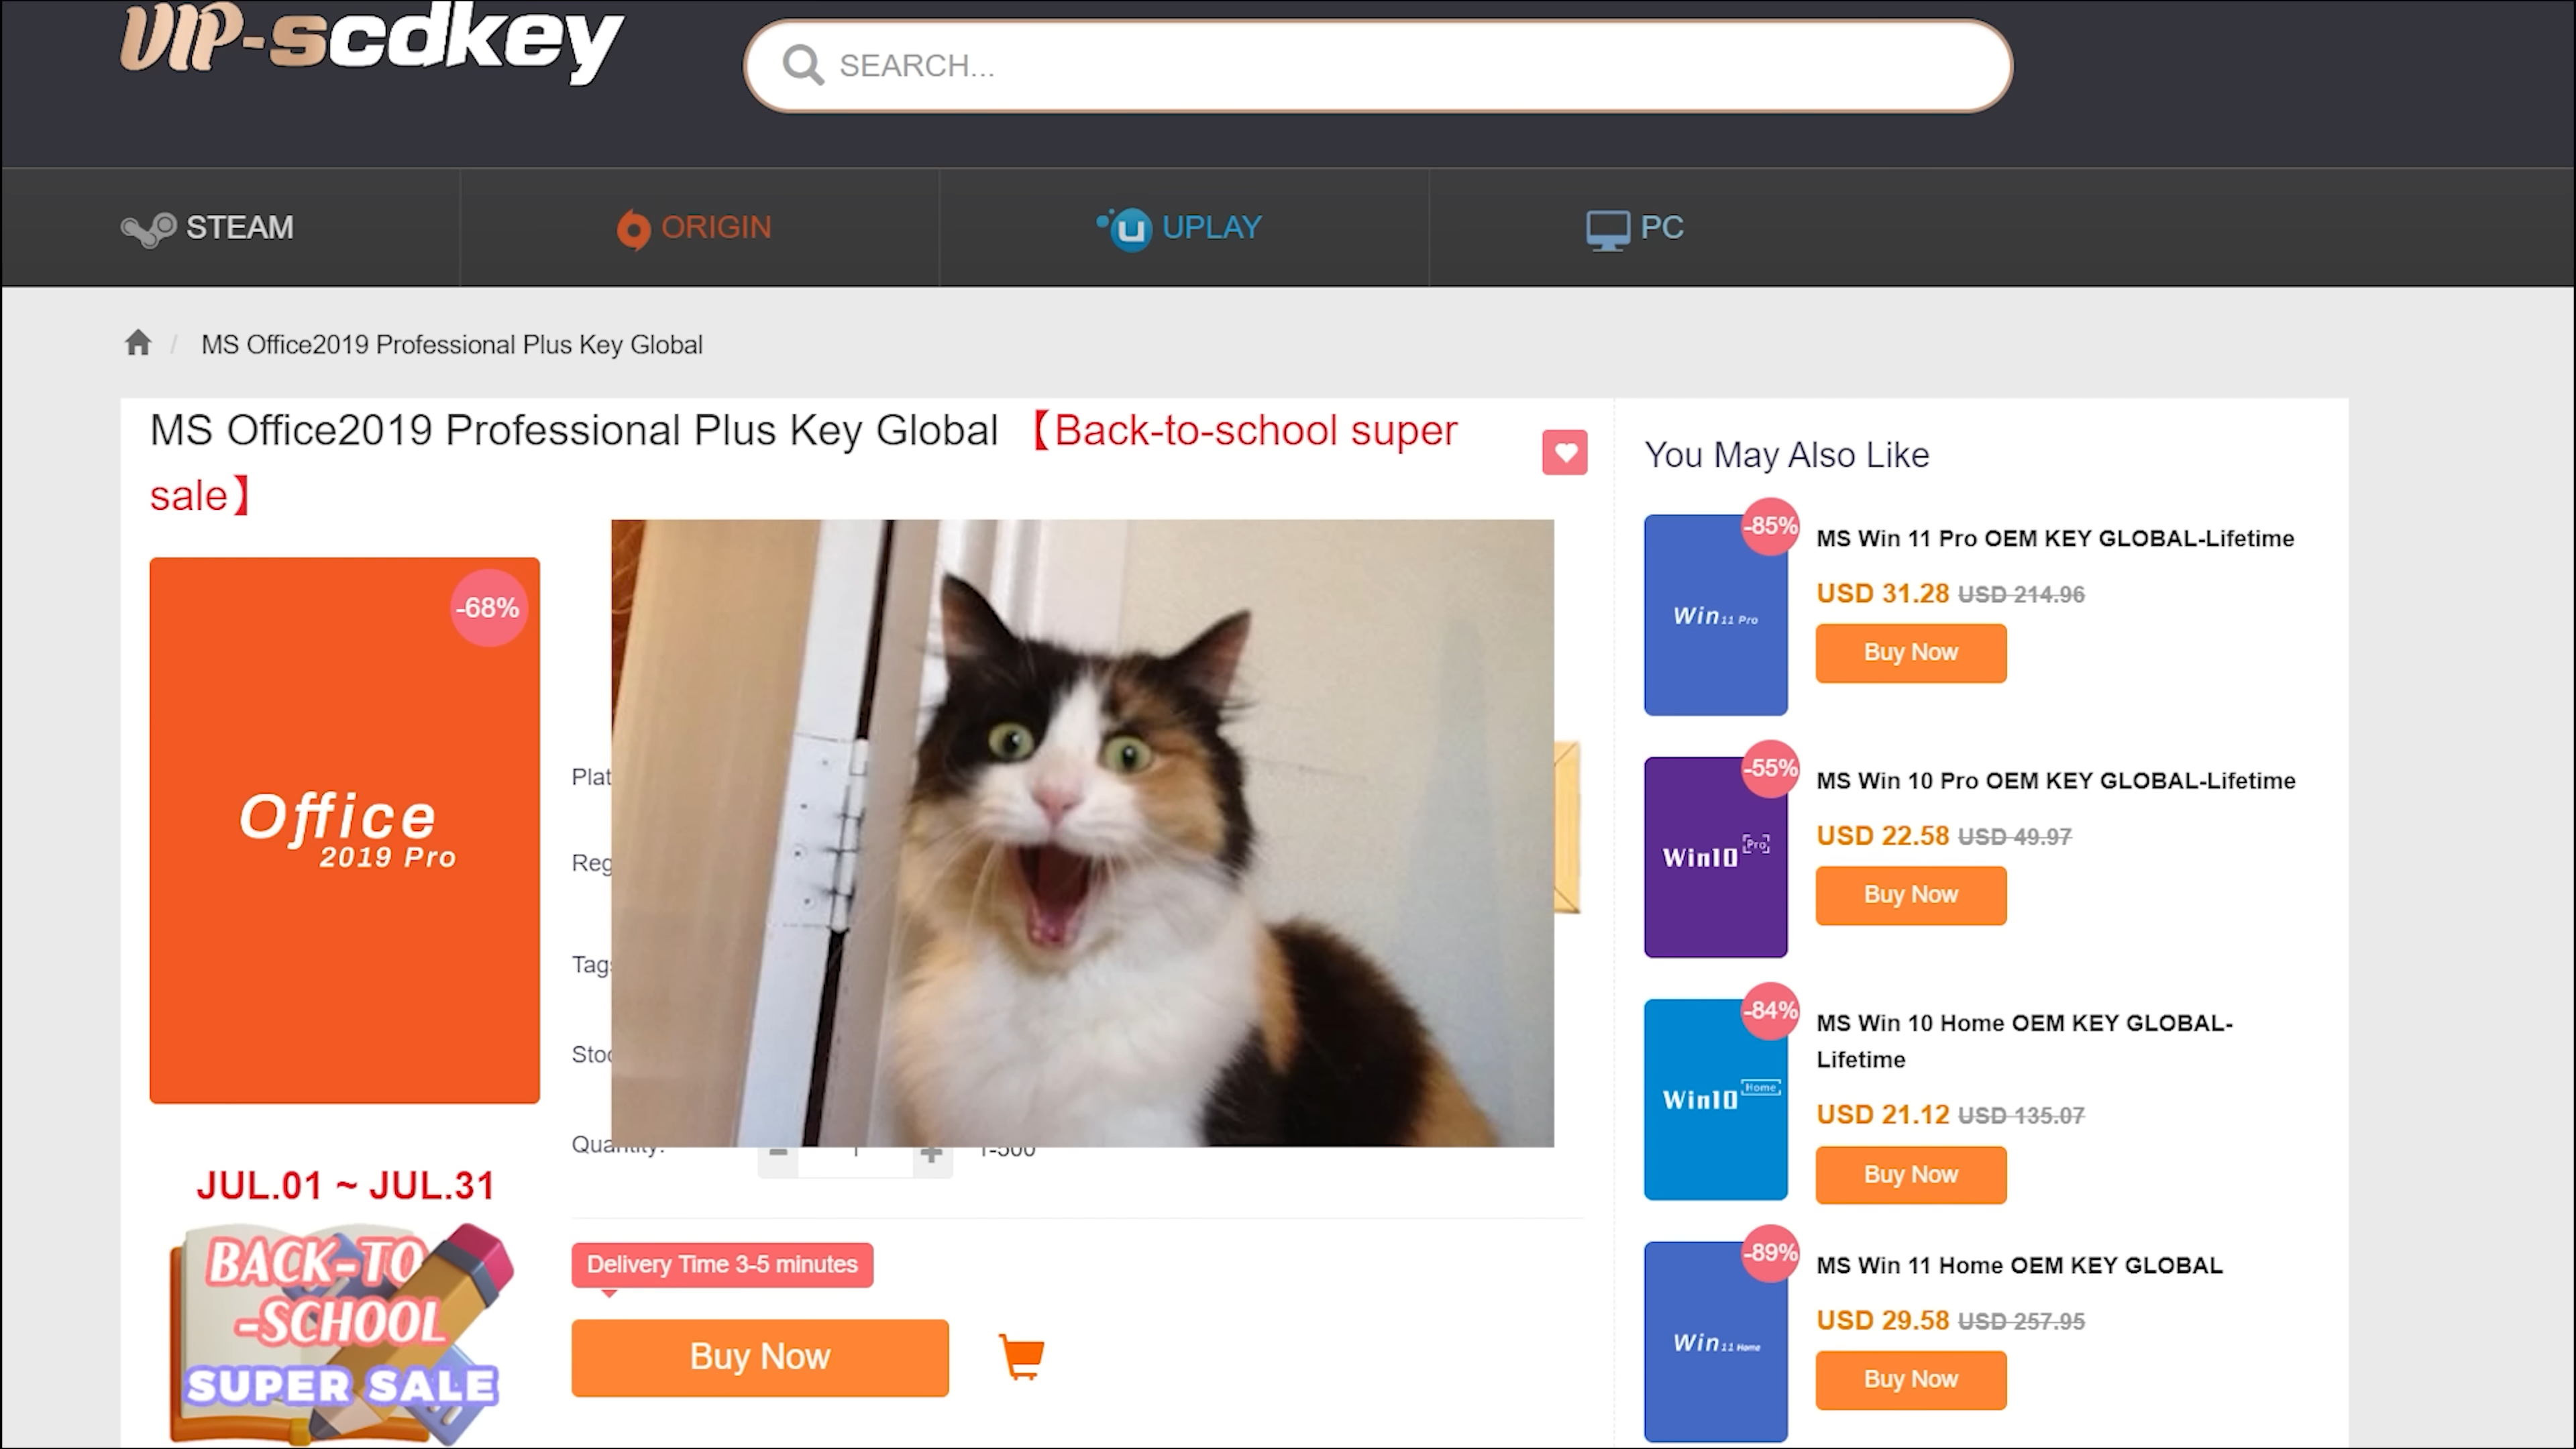 VIP-scdkey
SEARCH...
STEAM
ORIGIN
UPLAY
PC
MS Office2019 Professional Plus Key Global
MS Office2019 Professional Plus Key Global 【Back-to-school super
sale】
-68%
Office
2019 Pro
JUL.01 ~ JUL.31
BACK-TO
-SCHOOL
SUPER SALE
Quantity:
1-500
Delivery Time 3-5 minutes
Buy Now
You May Also Like
-85%
Win 11 Pro
MS Win 11 Pro OEM KEY GLOBAL-Lifetime
USD 31.28 USD 214.96
Buy Now
-55%
Win10 Pro
MS Win 10 Pro OEM KEY GLOBAL-Lifetime
USD 22.58 USD 49.97
Buy Now
-84%
Win10 Home
MS Win 10 Home OEM KEY GLOBAL-
Lifetime
USD 21.12 USD 135.07
Buy Now
-89%
Win 11 Home
MS Win 11 Home OEM KEY GLOBAL
USD 29.58 USD 257.95
Buy Now